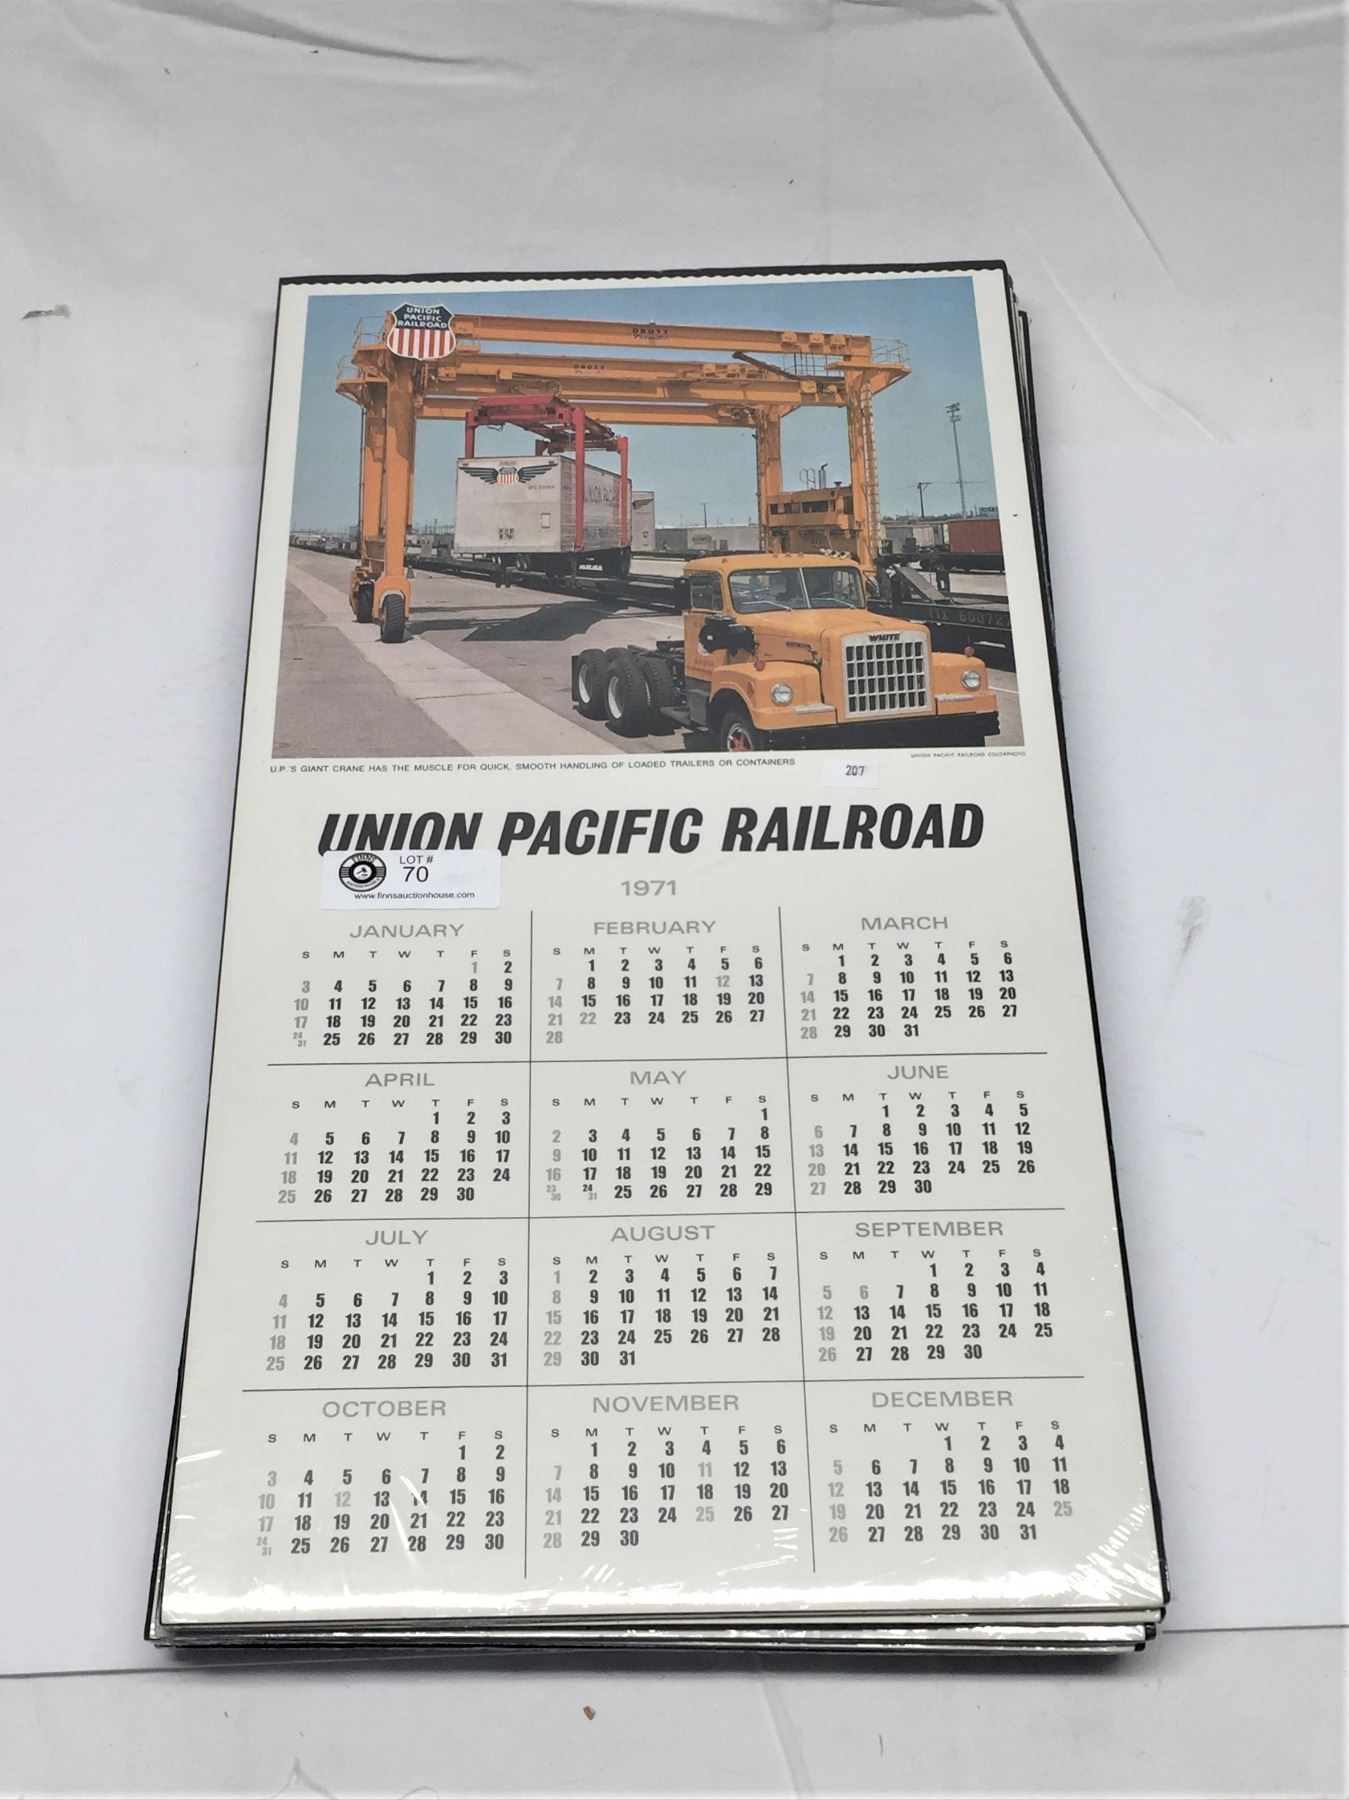 UNION
PACIFIC
RAILROAD
DROTT
DROTT
UNION PACIFIC
WHITE
UNION PACIFIC RAILROAD COLORPHOTO
U.P.'S GIANT CRANE HAS THE MUSCLE FOR QUICK, SMOOTH HANDLING OF LOADED TRAILERS OR CONTAINERS
207
UNION PACIFIC RAILROAD
FINNS
LOT #
70
www.finnsauctionhouse.com
1971
JANUARY
S M T W T F S
1 2
3 4 5 6 7 8 9
10 11 12 13 14 15 16
17 18 19 20 21 22 23
24/31 25 26 27 28 29 30
FEBRUARY
S M T W T F S
1 2 3 4 5 6
7 8 9 10 11 12 13
14 15 16 17 18 19 20
21 22 23 24 25 26 27
28
MARCH
S M T W T F S
1 2 3 4 5 6
7 8 9 10 11 12 13
14 15 16 17 18 19 20
21 22 23 24 25 26 27
28 29 30 31
APRIL
S M T W T F S
1 2 3
4 5 6 7 8 9 10
11 12 13 14 15 16 17
18 19 20 21 22 23 24
25 26 27 28 29 30
MAY
S M T W T F S
1
2 3 4 5 6 7 8
9 10 11 12 13 14 15
16 17 18 19 20 21 22
23/30 24/31 25 26 27 28 29
JUNE
S M T W T F S
1 2 3 4 5
6 7 8 9 10 11 12
13 14 15 16 17 18 19
20 21 22 23 24 25 26
27 28 29 30
JULY
S M T W T F S
1 2 3
4 5 6 7 8 9 10
11 12 13 14 15 16 17
18 19 20 21 22 23 24
25 26 27 28 29 30 31
AUGUST
S M T W T F S
1 2 3 4 5 6 7
8 9 10 11 12 13 14
15 16 17 18 19 20 21
22 23 24 25 26 27 28
29 30 31
SEPTEMBER
S M T W T F S
1 2 3 4
5 6 7 8 9 10 11
12 13 14 15 16 17 18
19 20 21 22 23 24 25
26 27 28 29 30
OCTOBER
S M T W T F S
1 2
3 4 5 6 7 8 9
10 11 12 13 14 15 16
17 18 19 20 21 22 23
24/31 25 26 27 28 29 30
NOVEMBER
S M T W T F S
1 2 3 4 5 6
7 8 9 10 11 12 13
14 15 16 17 18 19 20
21 22 23 24 25 26 27
28 29 30
DECEMBER
S M T W T F S
1 2 3 4
5 6 7 8 9 10 11
12 13 14 15 16 17 18
19 20 21 22 23 24 25
26 27 28 29 30 31